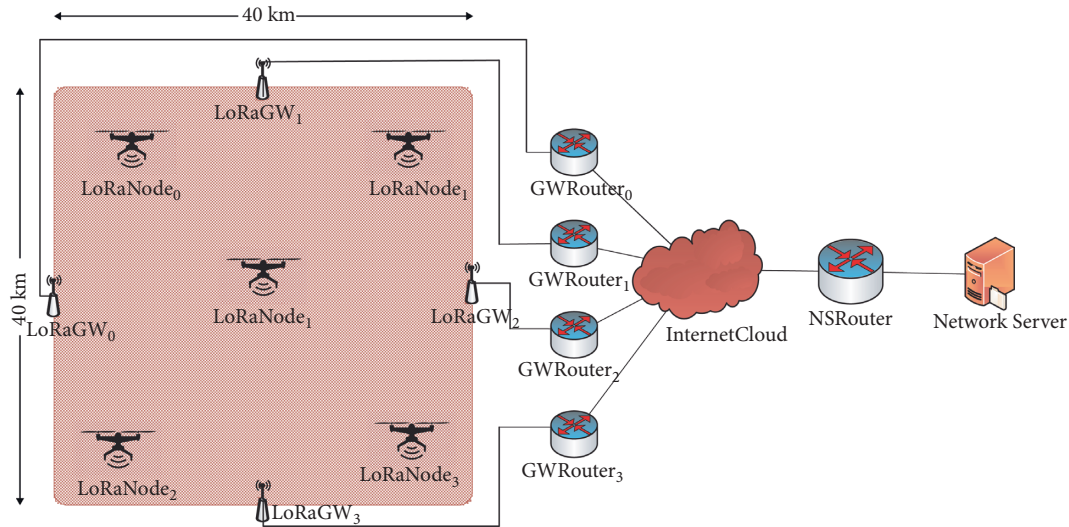 40 km
LoRaGW1
LoRaNode0
LoRaNode1
GWRouter0
40 km
LoRaGW0
LoRaNode1
LoRaGW2
GWRouter1
InternetCloud
NSRouter
Network Server
GWRouter2
LoRaNode2
LoRaNode3
GWRouter3
LoRaGW3